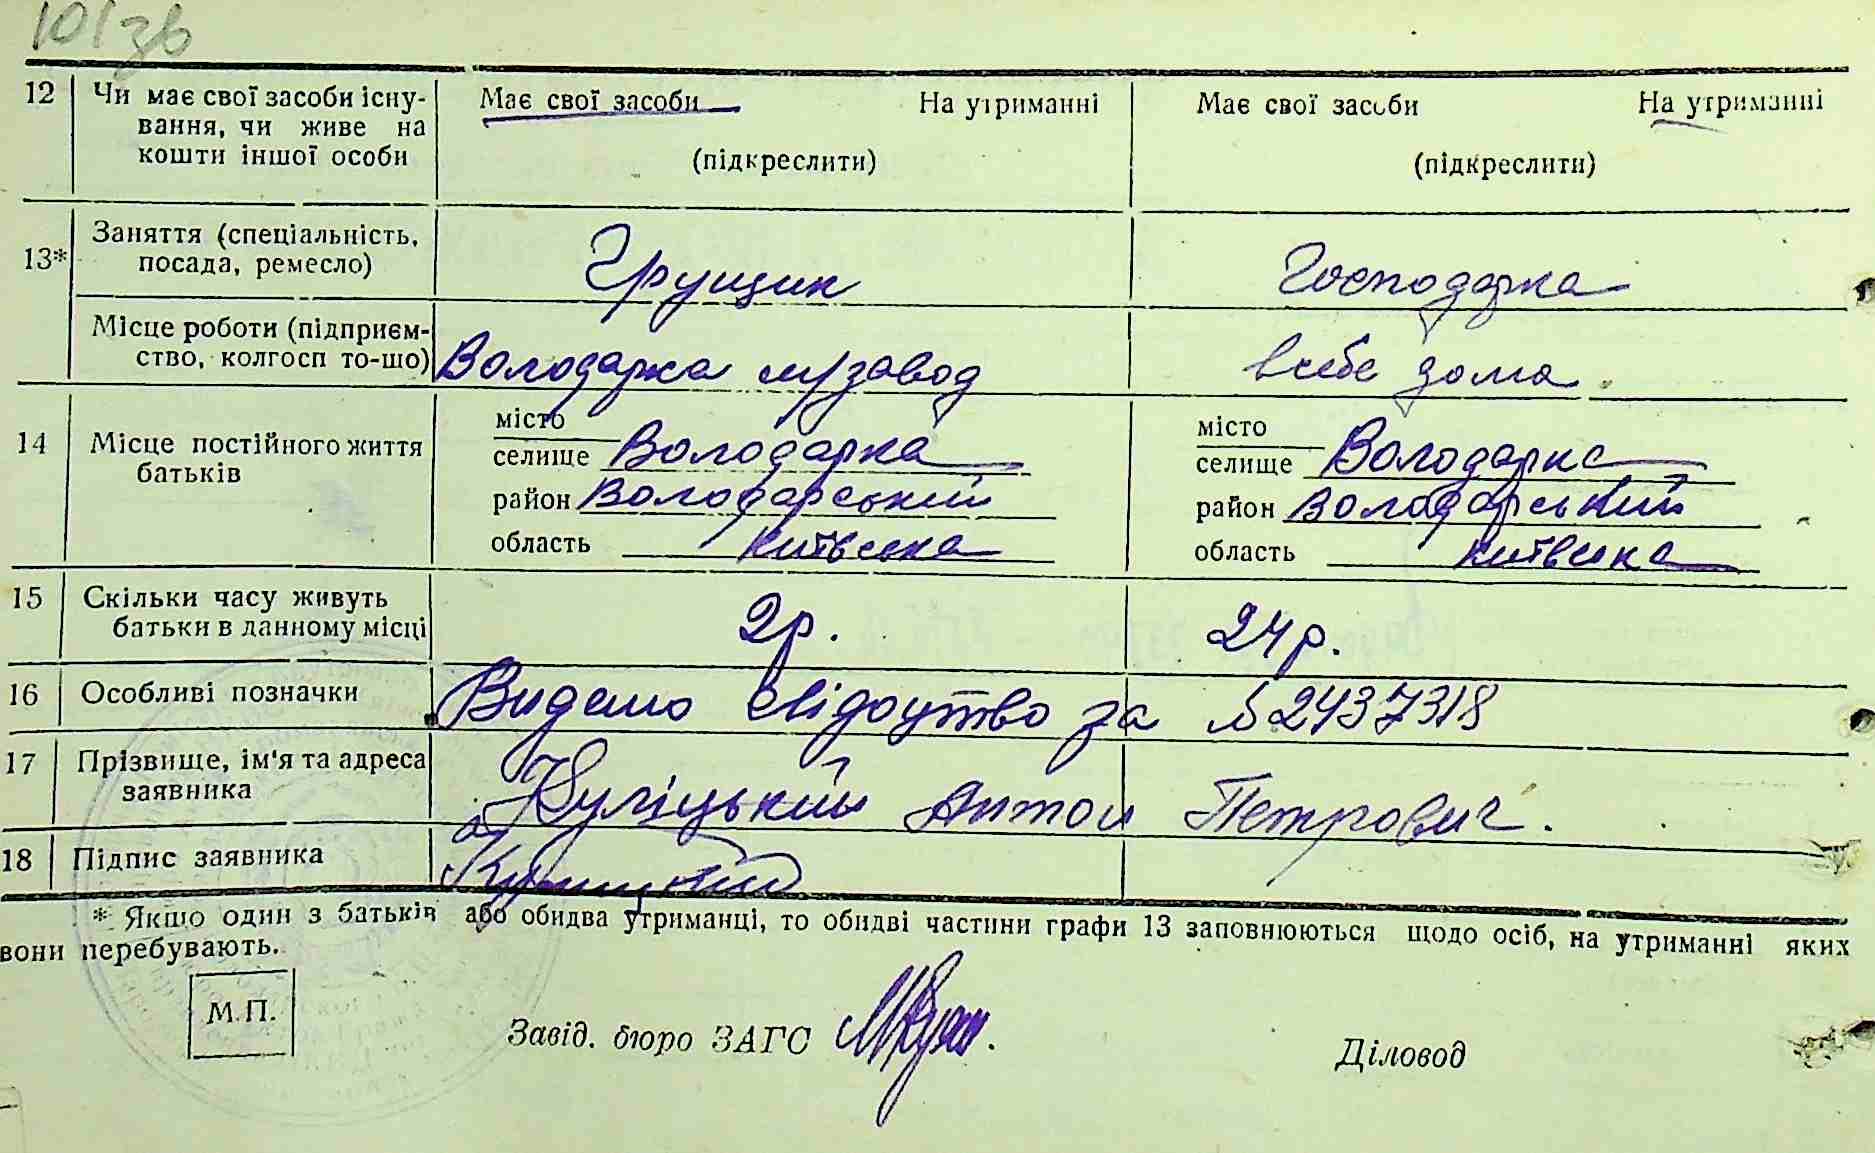 10/зв
12 Чи має свої засоби існу- Має свої засоби На утриманні Має свої засоби На утриманні
вання, чи живе на
кошти іншої особи (підкреслити) (підкреслити)
13* Заняття (спеціальність, Грущик Господарка
посада, ремесло)
Місце роботи (підприєм- Володарка м/завод в себе дома
ство, колгосп то-що)
місто місто
14 Місце постійного життя селище Володарка селище Володарка
батьків район Володарський район Володарський
область Київська область Київська
15 Скільки часу живуть 2р. 24р.
батьки в данному місці
16 Особливі позначки Видано свідоцтво за № 2437318
17 Прізвище, ім'я та адреса Куліцький Антон Петрович.
заявника
18 Підпис заявника
* Якщо один з батьків або обидва утриманці, то обидві частини графи 13 заповнюються щодо осіб, на утриманні яких
вони перебувають.
М.П.
Завід. бюро ЗАГС Діловод